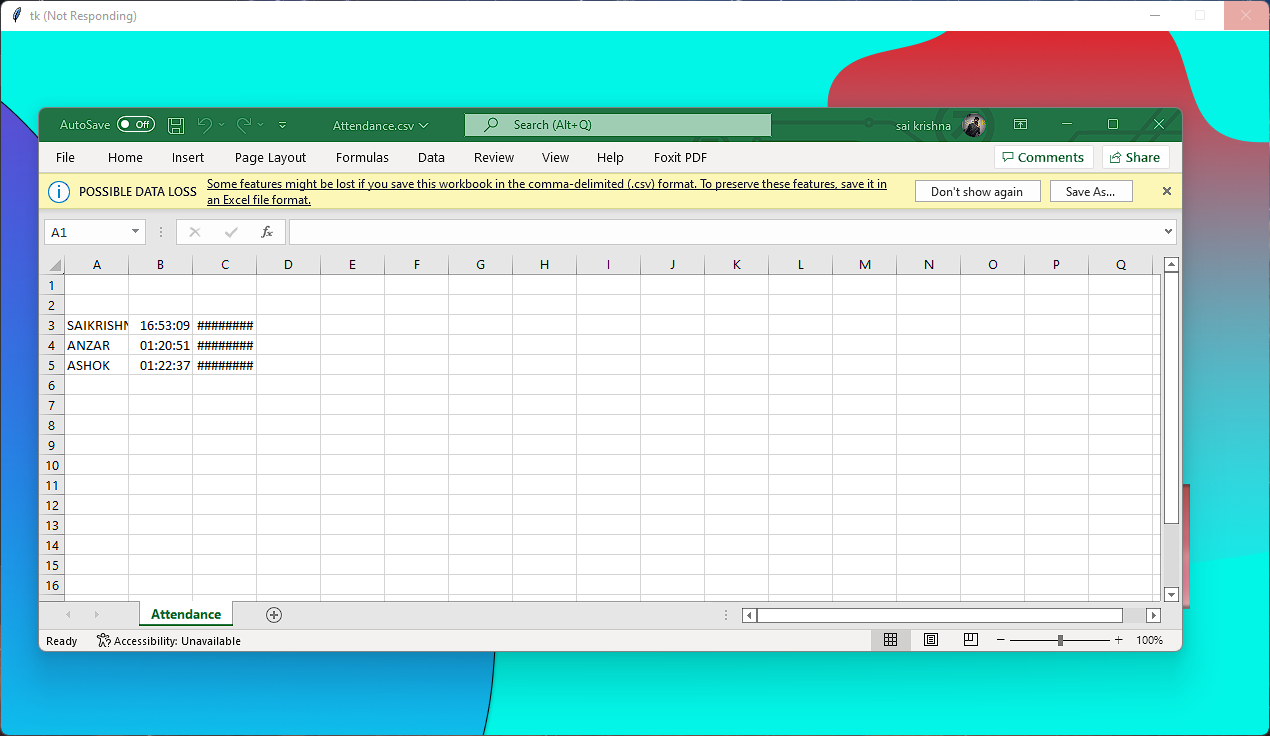 tk (Not Responding)
AutoSave Off Attendance.csv Search (Alt+Q) sai krishna
File Home Insert Page Layout Formulas Data Review View Help Foxit PDF Comments Share
POSSIBLE DATA LOSS Some features might be lost if you save this workbook in the comma-delimited (.csv) format. To preserve these features, save it in
an Excel file format.
Don't show again Save As...
A1 fx
A B C D E F G H I J K L M N O P Q
1
2
3 SAIKRISHN 16:53:09 ########
4 ANZAR 01:20:51 ########
5 ASHOK 01:22:37 ########
6
7
8
9
10
11
12
13
14
15
16
Attendance
Ready Accessibility: Unavailable 100%